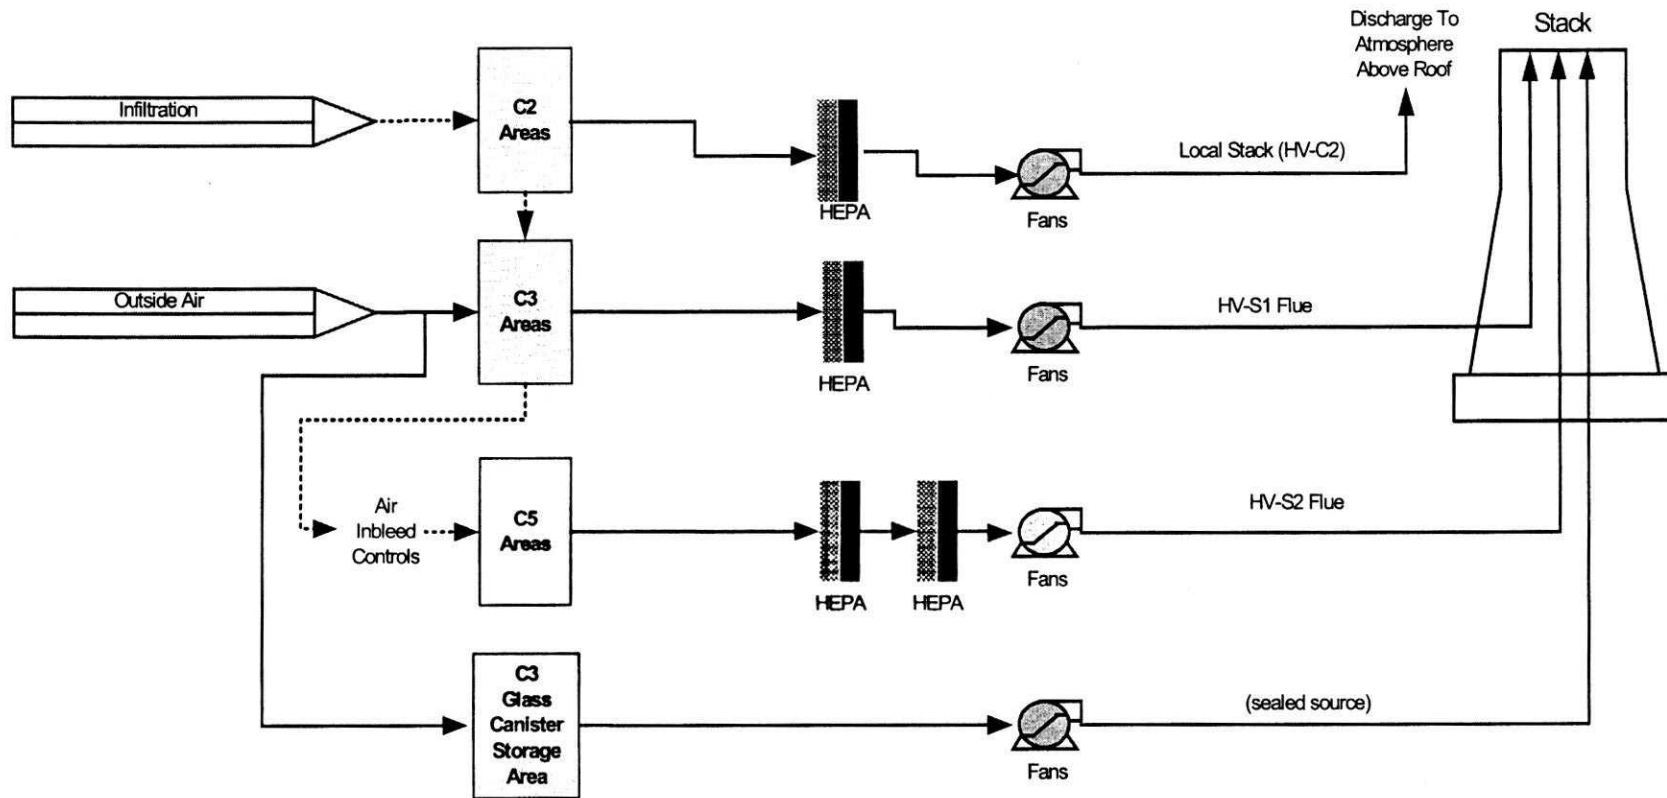 Discharge To
Atmosphere
Above Roof
Stack
Infiltration
C2
Areas
HEPA
Fans
Local Stack (HV-C2)
Outside Air
C3
Areas
HEPA
Fans
HV-S1 Flue
Air
Inbleed
Controls
C5
Areas
HEPA
HEPA
Fans
HV-S2 Flue
C3
Glass
Canister
Storage
Area
Fans
(sealed source)